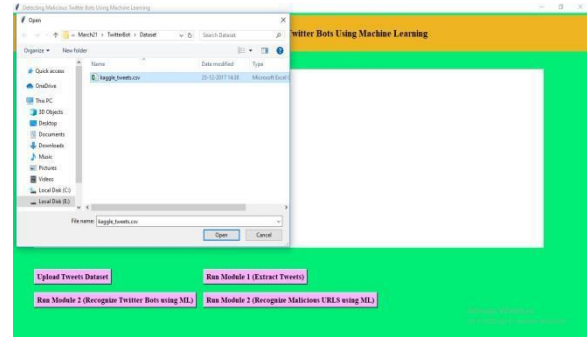 Detecting Malicious Twitter Bots Using Machine Learning
Open
Twitter Bots Using Machine Learning
March21 › TwitterBot › Dataset
Search Dataset
Organize
New folder
Name
Date modified
Type
Quick access
kaggle_tweets.csv
25-12-2017 14:38
Microsoft Excel
OneDrive
This PC
3D Objects
Desktop
Documents
Downloads
Music
Pictures
Videos
Local Disk (C:)
Local Disk (E:)
File name:
kaggle_tweets.csv
Open
Cancel
Upload Tweets Dataset
Run Module 1 (Extract Tweets)
Run Module 2 (Recognize Twitter Bots using ML)
Run Module 2 (Recognize Malicious URLS using ML)